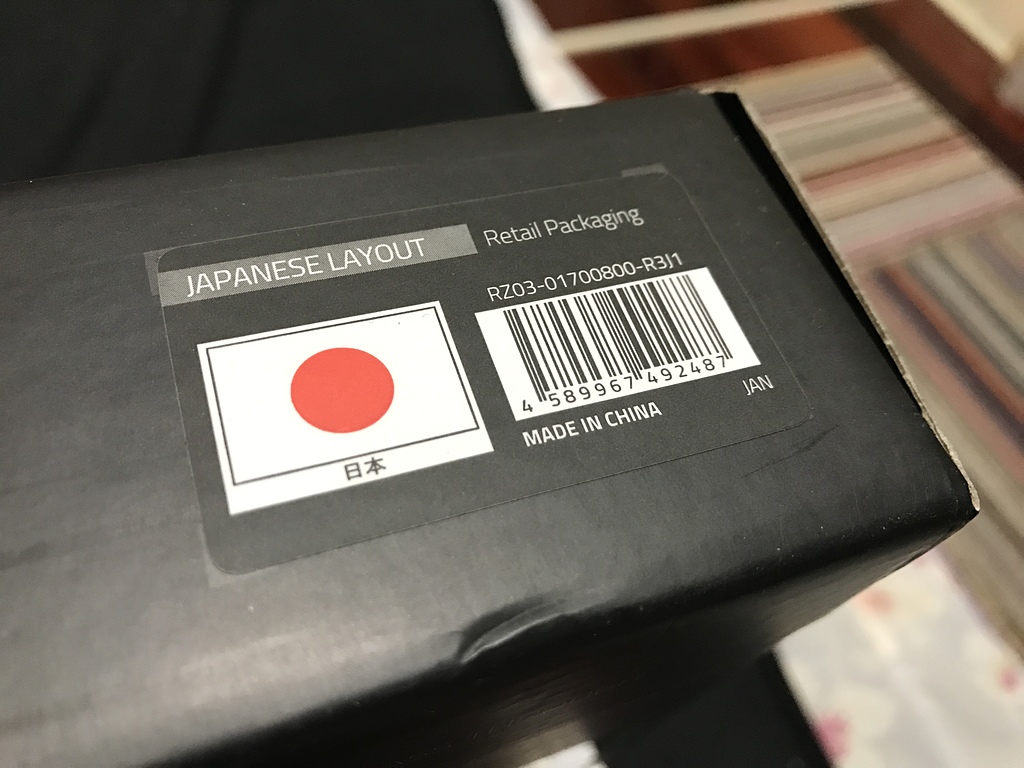 JAPANESE LAYOUT
Retail Packaging
RZ03-01700800-R3J1
4 589967 492487
JAN
MADE IN CHINA
日本